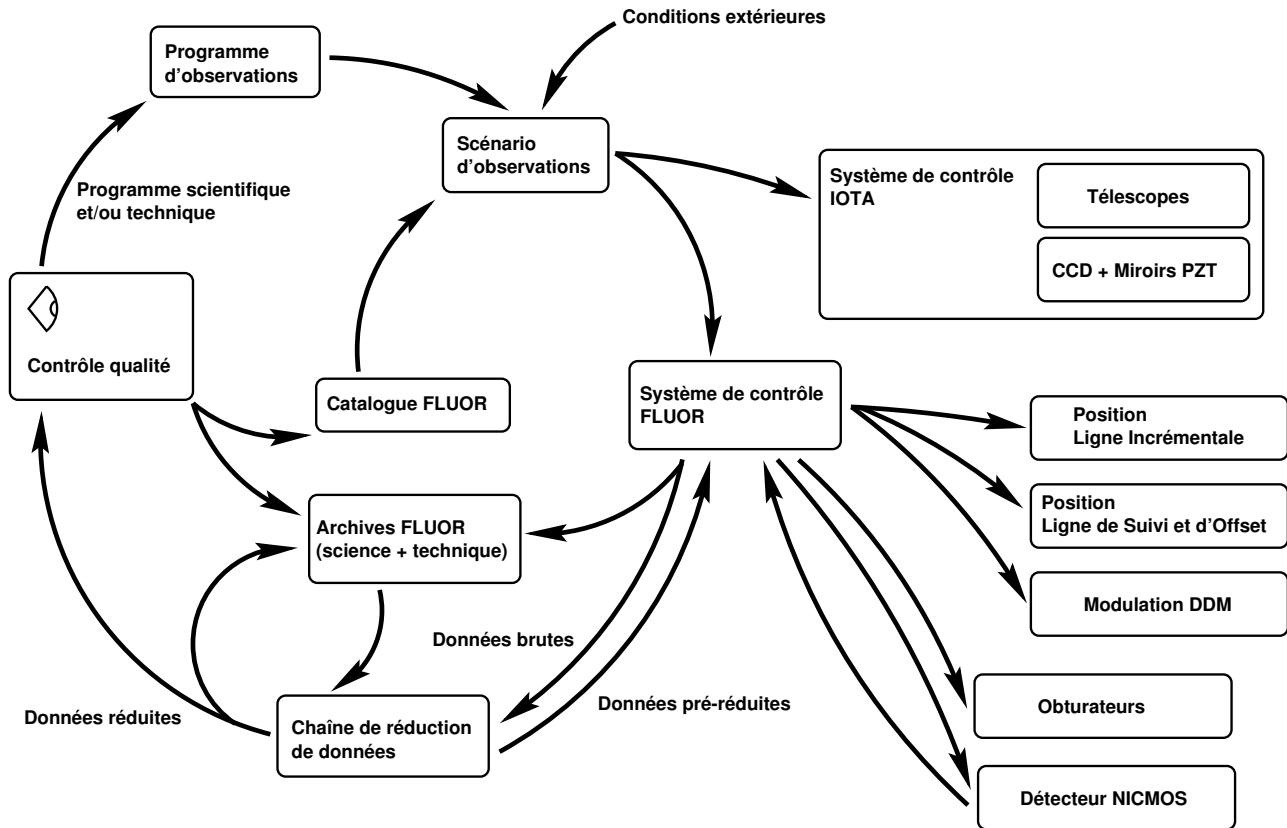 Conditions extérieures
Programme
d'observations
Scénario
d'observations
Programme scientifique
et/ou technique
Système de contrôle
IOTA
Télescopes
CCD + Miroirs PZT
Contrôle qualité
Catalogue FLUOR
Système de contrôle
FLUOR
Position
Ligne Incrémentale
Position
Ligne de Suivi et d'Offset
Archives FLUOR
(science + technique)
Modulation DDM
Données brutes
Données pré-réduites
Données réduites
Chaîne de réduction
de données
Obturateurs
Détecteur NICMOS